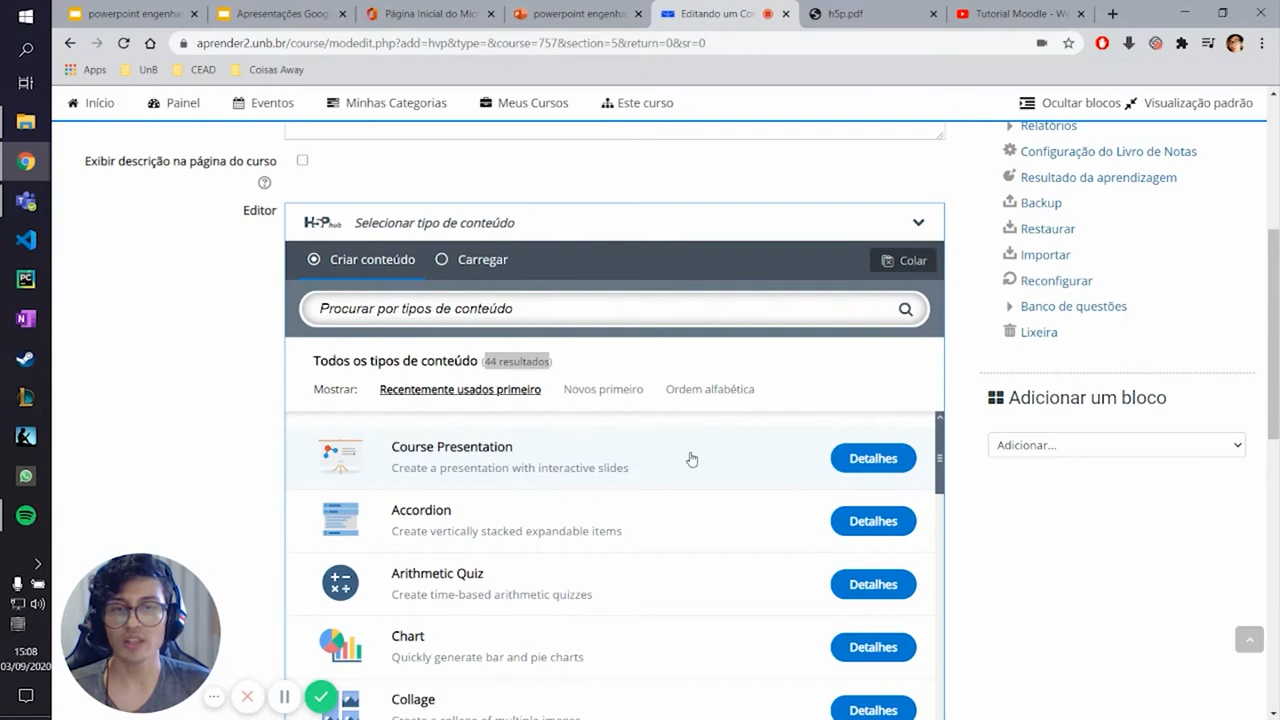 powerpoint engenha
Apresentações Goog
Página Inicial do Mic
powerpoint engenha
Editando um Co
h5p.pdf
Tutorial Moodle - We
aprender2.unb.br/course/modedit.php?add=hvp&type=&course=757&section=5&return=0&sr=0
Apps
UnB
CEAD
Coisas Away
Início
Painel
Eventos
Minhas Categorias
Meus Cursos
Este curso
Ocultar blocos
Visualização padrão
Exibir descrição na página do curso
Editor
H5P hub
Selecionar tipo de conteúdo
Criar conteúdo
Carregar
Colar
Procurar por tipos de conteúdo
Todos os tipos de conteúdo (44 resultados)
Mostrar: Recentemente usados primeiro Novos primeiro Ordem alfabética
Course Presentation
Create a presentation with interactive slides
Detalhes
Accordion
Create vertically stacked expandable items
Detalhes
Arithmetic Quiz
Create time-based arithmetic quizzes
Detalhes
Chart
Quickly generate bar and pie charts
Detalhes
Collage
Create a collage of multiple images
Detalhes
Relatórios
Configuração do Livro de Notas
Resultado da aprendizagem
Backup
Restaurar
Importar
Reconfigurar
Banco de questões
Lixeira
Adicionar um bloco
Adicionar...
15:08
03/09/2020